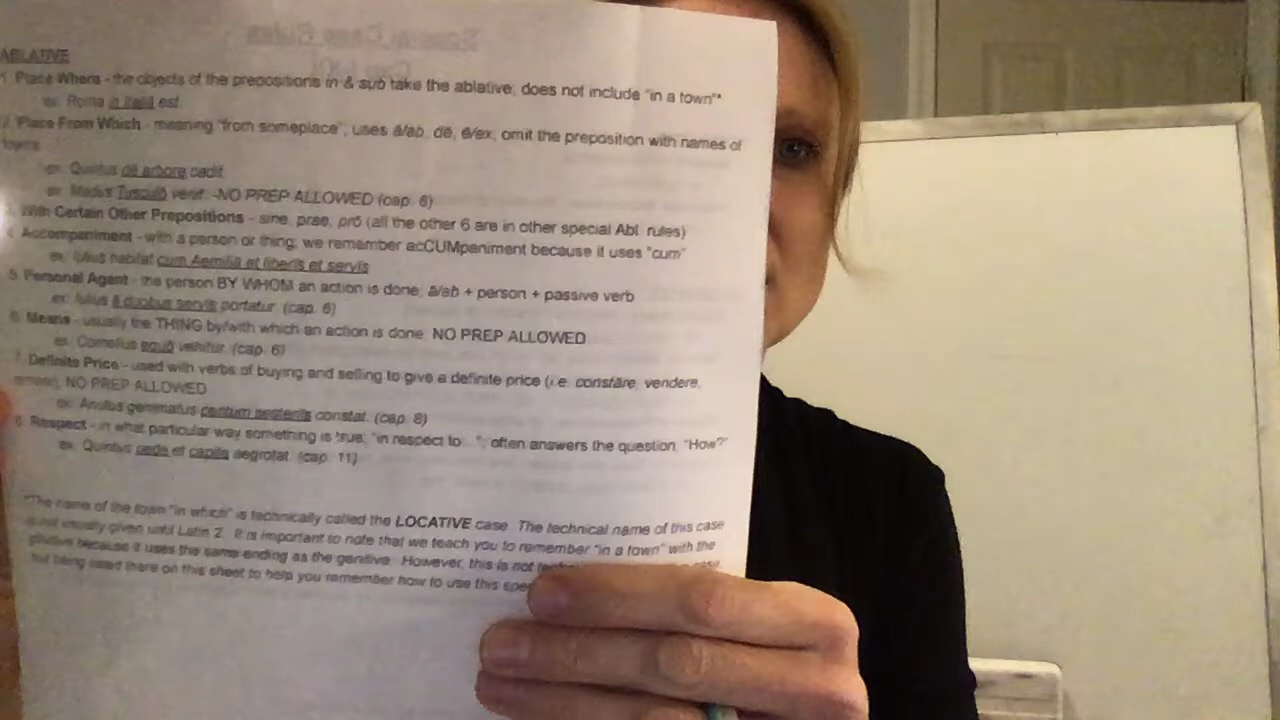 Special Case Rules
ABLATIVE
1. Place Where - the objects of the prepositions in & sub take the ablative; does not include "in a town"*
ex: Roma in Italiā est.
2. Place From Which - meaning "from someplace"; uses ā/ab, dē, ē/ex; omit the preposition with names of
towns
ex: Quintus dē arbore cadit.
ex: Medus Tusculō venit. -NO PREP ALLOWED (cap. 6)
With Certain Other Prepositions - sine, prae, prō (all the other 6 are in other special Abl. rules)
4. Accompaniment - with a person or thing; we remember acCUMpaniment because it uses "cum"
ex: Iulius habitat cum Aemiliā et liberis et servis
5. Personal Agent - the person BY WHOM an action is done; ā/ab + person + passive verb
ex: Iulius ā duobus servis portatur. (cap. 6)
6. Means - usually the THING by/with which an action is done. NO PREP ALLOWED
ex: Cornelius equō vehitur. (cap. 6)
7. Definite Price - used with verbs of buying and selling to give a definite price (i.e. constāre, vendere,
NO PREP ALLOWED
ex: Anulus gemmatus centum sestertiis constat. (cap. 8)
8. Respect - in what particular way something is true; "in respect to..."; often answers the question, "How?"
ex: Quintus pede et capite aegrotat. (cap. 11)
*The name of the town "in which" is technically called the LOCATIVE case. The technical name of this case
is not usually given until Latin 2. It is important to note that we teach you to remember "in a town" with the
genitive because it uses the same ending as the genitive. However, this is not case
but being listed there on this sheet to help you remember how to use this